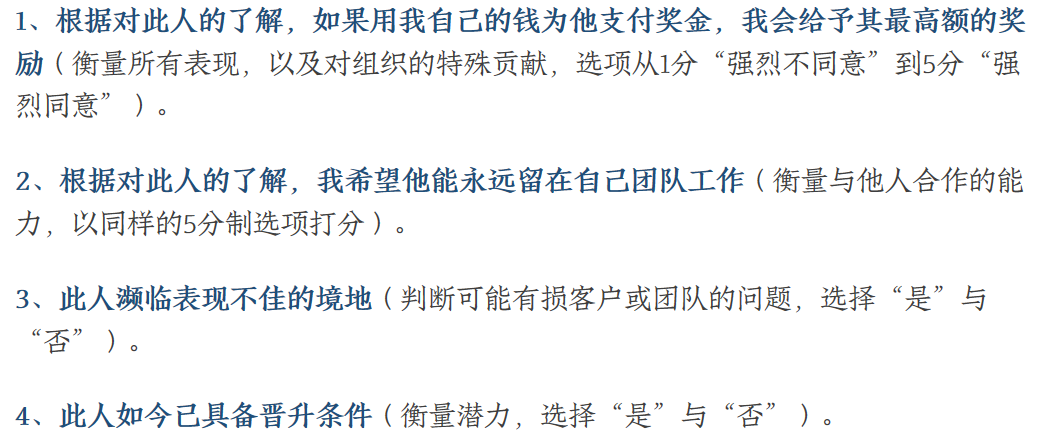 1、根据对此人的了解，如果用我自己的钱为他支付奖金，我会给予其最高额的奖
励（衡量所有表现，以及对组织的特殊贡献，选项从1分“强烈不同意”到5分“强
烈同意” ）。
2、根据对此人的了解，我希望他能永远留在自己团队工作（衡量与他人合作的能
力，以同样的5分制选项打分）。
3、此人濒临表现不佳的境地（判断可能有损客户或团队的问题，选择“是”与
“否” ）。
4、此人如今已具备晋升条件（衡量潜力，选择“是”与“否” ）。